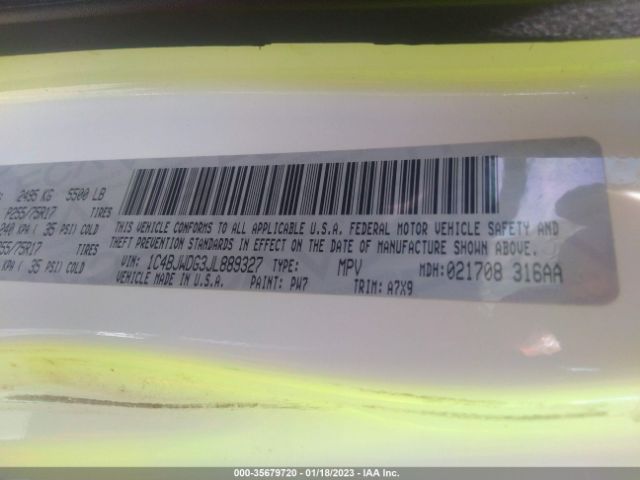 2495 KG 5500 LB
P255/75R17 TIRES
240 KPA ( 35 PSI) COLD
255/75R17 TIRES
KPA ( 35 PSI) COLD
THIS VEHICLE CONFORMS TO ALL APPLICABLE U.S.A. FEDERAL MOTOR VEHICLE SAFETY AND
THEFT PREVENTION STANDARDS IN EFFECT ON THE DATE OF MANUFACTURE SHOWN ABOVE.
VIN: 1C4BJWDG3JL889327 TYPE: MPV MDH: 021708 316AA
VEHICLE MADE IN U.S.A. PAINT: PW7 TRIM: A7X9
000-35679720 - 01/18/2023 - IAA Inc.